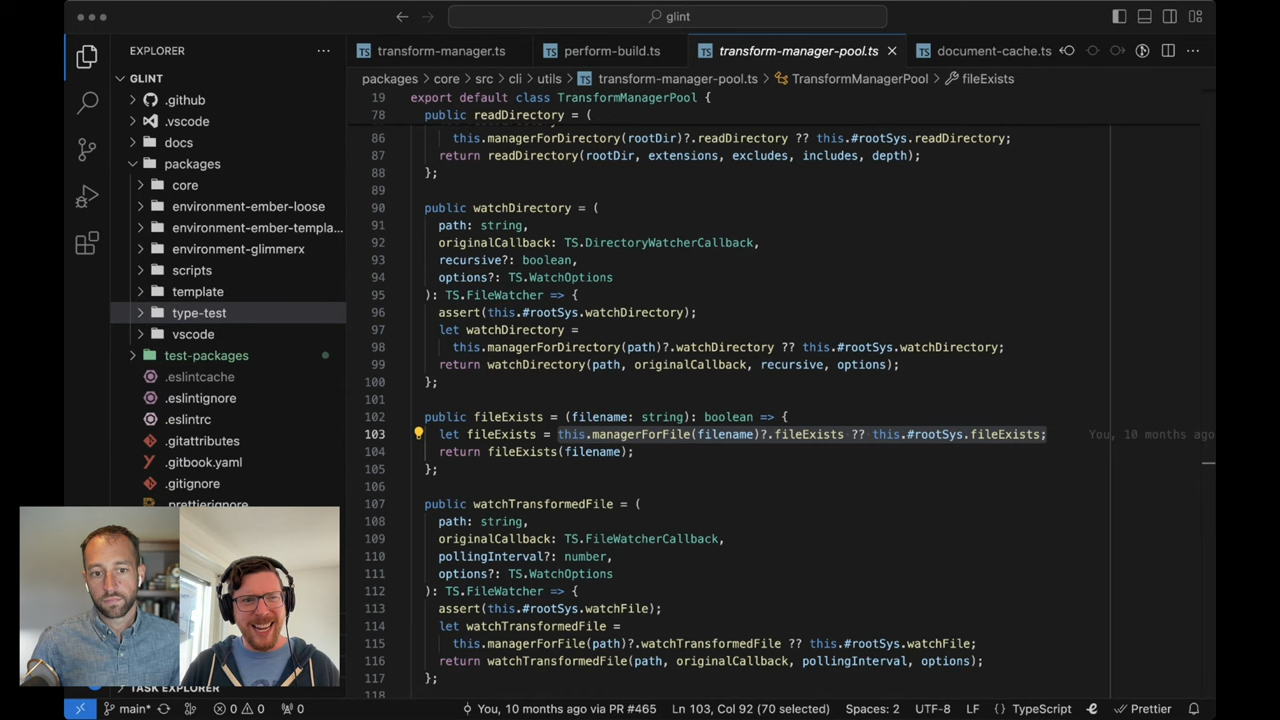 glint
EXPLORER
GLINT
.github
.vscode
docs
packages
core
environment-ember-loose
environment-ember-templa...
environment-glimmerx
scripts
template
type-test
vscode
test-packages
.eslintcache
.eslintignore
.eslintrc
.gitattributes
.gitbook.yaml
.gitignore
.prettierignore
TASK EXPLORER
TS transform-manager.ts
TS perform-build.ts
TS transform-manager-pool.ts
TS document-cache.ts
packages > core > src > cli > utils > TS transform-manager-pool.ts > TransformManagerPool > fileExists
19 export default class TransformManagerPool {
78 public readDirectory = (
86 this.managerForDirectory(rootDir)?.readDirectory ?? this.#rootSys.readDirectory;
87 return readDirectory(rootDir, extensions, excludes, includes, depth);
88 };
89
90 public watchDirectory = (
91 path: string,
92 originalCallback: TS.DirectoryWatcherCallback,
93 recursive?: boolean,
94 options?: TS.WatchOptions
95 ): TS.FileWatcher => {
96 assert(this.#rootSys.watchDirectory);
97 let watchDirectory =
98 this.managerForDirectory(path)?.watchDirectory ?? this.#rootSys.watchDirectory;
99 return watchDirectory(path, originalCallback, recursive, options);
100 };
101
102 public fileExists = (filename: string): boolean => {
103 let fileExists = this.managerForFile(filename)?.fileExists ?? this.#rootSys.fileExists; You, 10 months ago
104 return fileExists(filename);
105 };
106
107 public watchTransformedFile = (
108 path: string,
109 originalCallback: TS.FileWatcherCallback,
110 pollingInterval?: number,
111 options?: TS.WatchOptions
112 ): TS.FileWatcher => {
113 assert(this.#rootSys.watchFile);
114 let watchTransformedFile =
115 this.managerForFile(path)?.watchTransformedFile ?? this.#rootSys.watchFile;
116 return watchTransformedFile(path, originalCallback, pollingInterval, options);
117 };
118
main* 0 0 0 You, 10 months ago via PR #465 Ln 103, Col 92 (70 selected) Spaces: 2 UTF-8 LF {} TypeScript Prettier